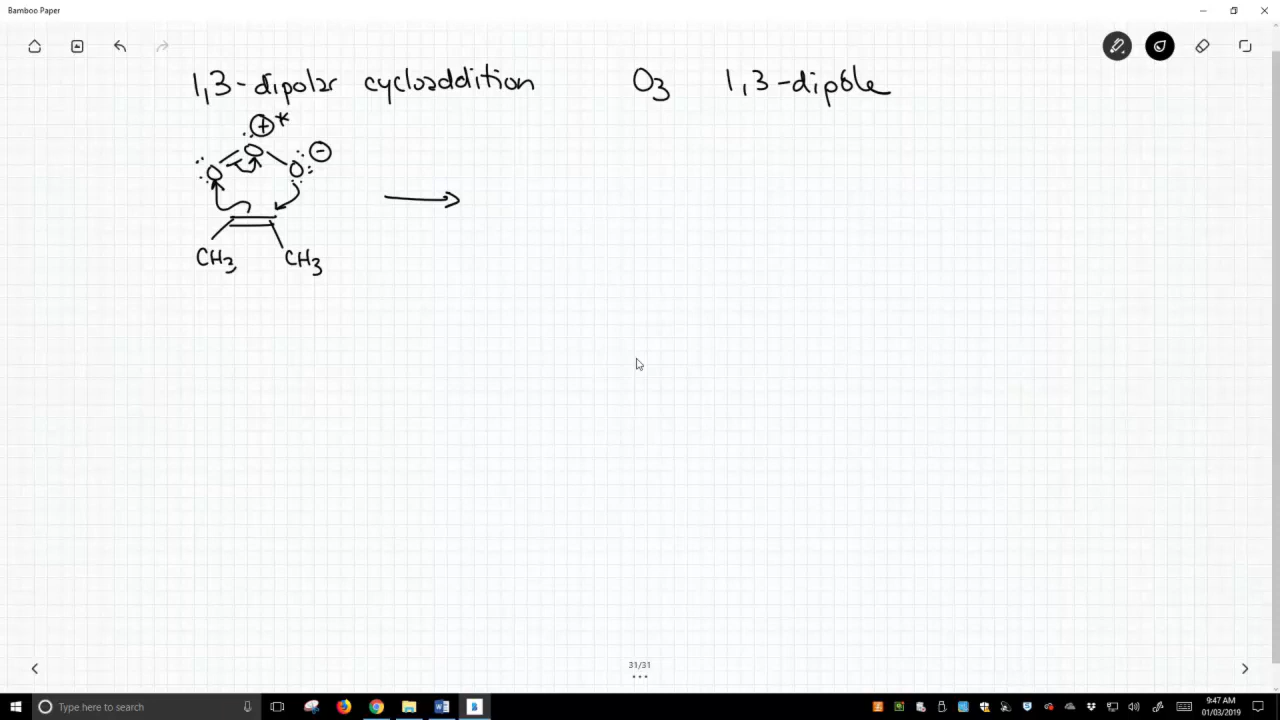 Bamboo Paper
1,3-dipolar cycloaddition O3 1,3-dipole
+ *
O
O O -
CH3 CH3
31/31
Type here to search
9:47 AM
01/03/2019